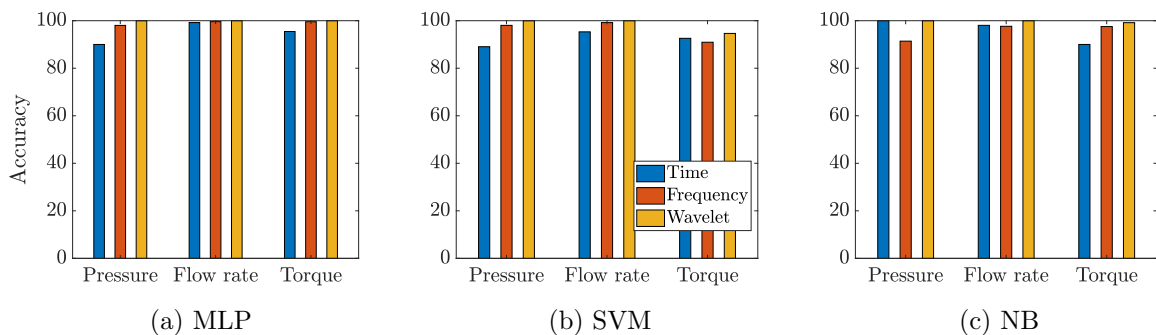 Accuracy
100
80
60
40
20
0
Pressure Flow rate Torque
(a) MLP
100
80
60
40
20
0
Pressure Flow rate Torque
Time
Frequency
Wavelet
(b) SVM
100
80
60
40
20
0
Pressure Flow rate Torque
(c) NB